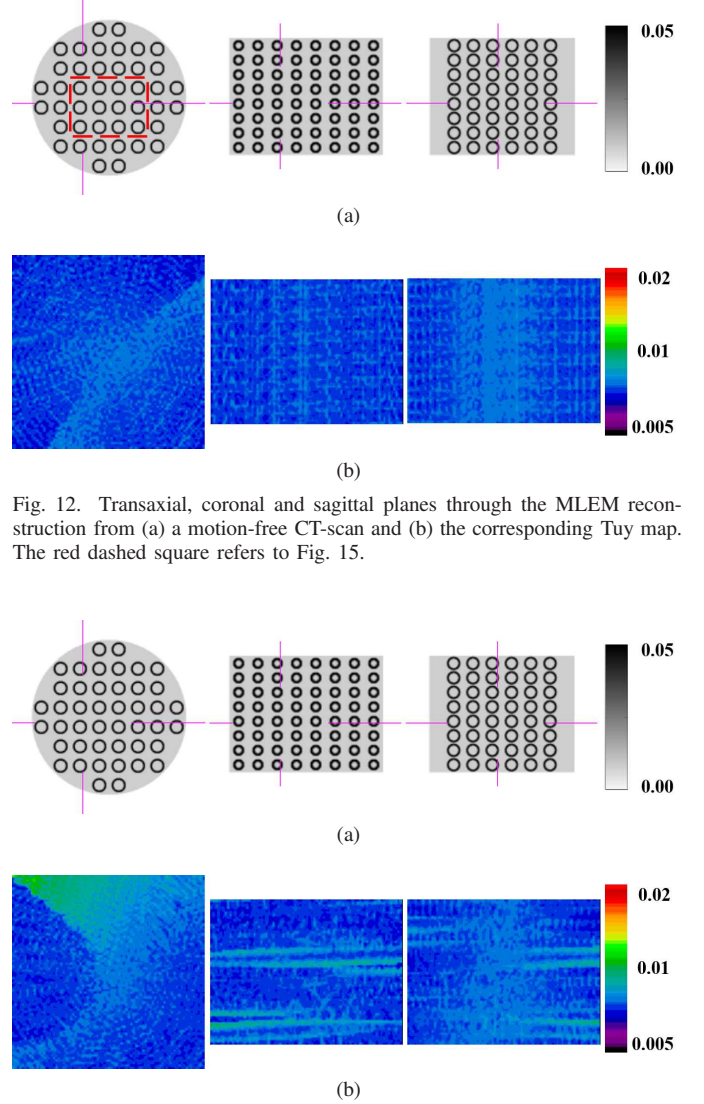 0.05
0.00
(a)
0.02
0.01
0.005
(b)
Fig. 12. Transaxial, coronal and sagittal planes through the MLEM recon-
struction from (a) a motion-free CT-scan and (b) the corresponding Tuy map.
The red dashed square refers to Fig. 15.
0.05
0.00
(a)
0.02
0.01
0.005
(b)